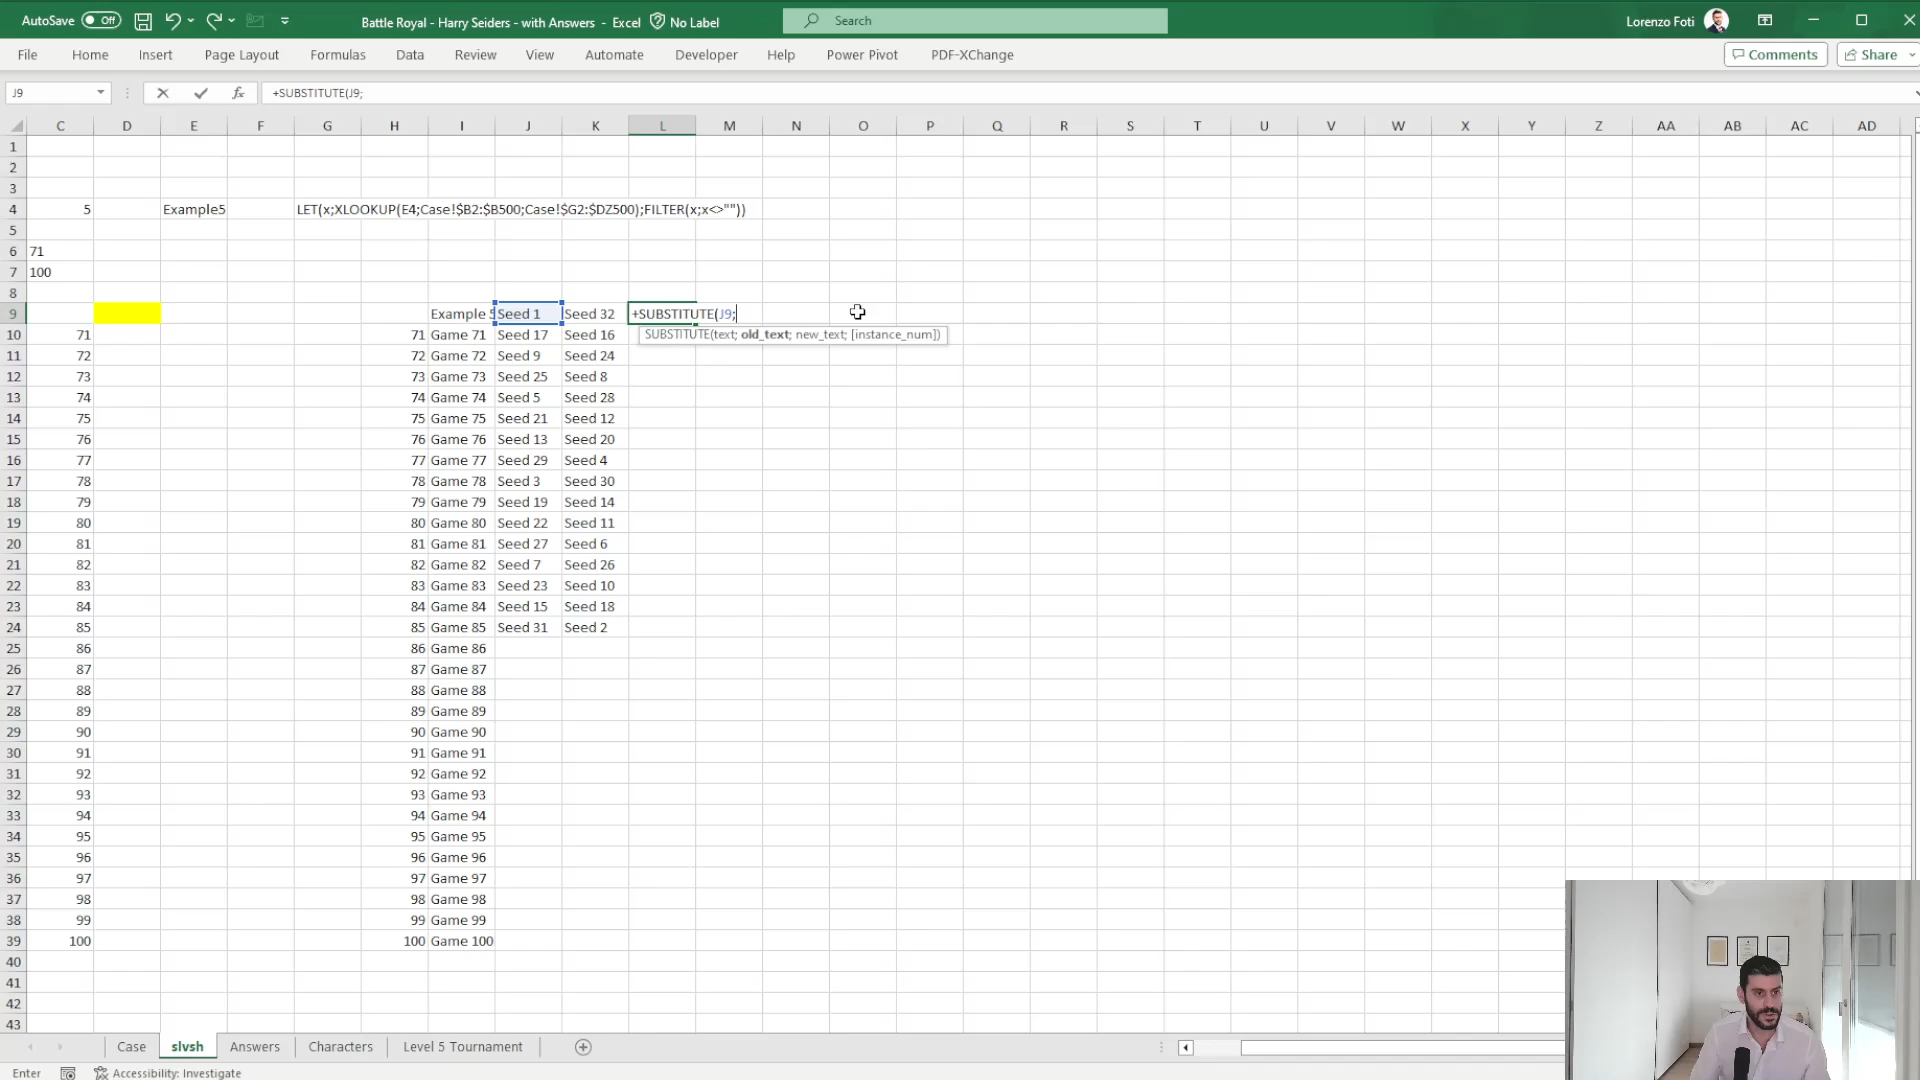 AutoSave Off Battle Royal - Harry Seiders - with Answers - Excel No Label Search Lorenzo Foti
File Home Insert Page Layout Formulas Data Review View Automate Developer Help Power Pivot PDF-XChange Comments Share
J9 fx +SUBSTITUTE(J9;
C D E F G H I J K L M N O P Q R S T U V W X Y Z AA AB AC AD
1
2
3
4 5 Example5 LET(x;XLOOKUP(E4;Case!$B2:$B500;Case!$G2:$DZ500);FILTER(x;x<>""))
5
6 71
7 100
8
9 Example 5 Seed 1 Seed 32 +SUBSTITUTE(J9;
10 71 71 Game 71 Seed 17 Seed 16 SUBSTITUTE(text; old_text; new_text; [instance_num])
11 72 72 Game 72 Seed 9 Seed 24
12 73 73 Game 73 Seed 25 Seed 8
13 74 74 Game 74 Seed 5 Seed 28
14 75 75 Game 75 Seed 21 Seed 12
15 76 76 Game 76 Seed 13 Seed 20
16 77 77 Game 77 Seed 29 Seed 4
17 78 78 Game 78 Seed 3 Seed 30
18 79 79 Game 79 Seed 19 Seed 14
19 80 80 Game 80 Seed 22 Seed 11
20 81 81 Game 81 Seed 27 Seed 6
21 82 82 Game 82 Seed 7 Seed 26
22 83 83 Game 83 Seed 23 Seed 10
23 84 84 Game 84 Seed 15 Seed 18
24 85 85 Game 85 Seed 31 Seed 2
25 86 86 Game 86
26 87 87 Game 87
27 88 88 Game 88
28 89 89 Game 89
29 90 90 Game 90
30 91 91 Game 91
31 92 92 Game 92
32 93 93 Game 93
33 94 94 Game 94
34 95 95 Game 95
35 96 96 Game 96
36 97 97 Game 97
37 98 98 Game 98
38 99 99 Game 99
39 100 100 Game 100
40
41
42
43
Case slvsh Answers Characters Level 5 Tournament
Enter Accessibility: Investigate